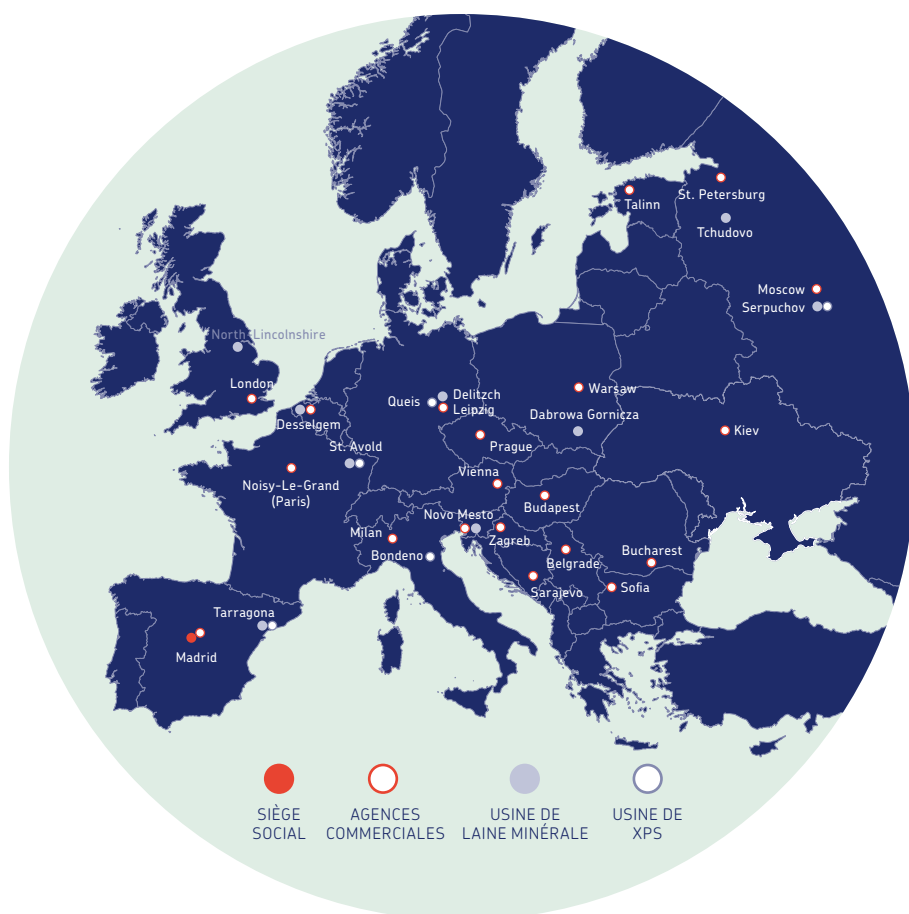 St. Petersburg
Talinn
Tchudovo
Moscow
Serpuchov
North-Lincolnshire
London
Desselgem
Queis
Delitzch
Leipzig
Warsaw
Dabrowa Gornicza
Kiev
Prague
St. Avold
Noisy-Le-Grand
(Paris)
Vienna
Budapest
Novo Mesto
Zagreb
Milan
Bondeno
Belgrade
Bucharest
Sarajevo
Sofia
Tarragona
Madrid
SIÈGE
SOCIAL
AGENCES
COMMERCIALES
USINE DE
LAINE MINÉRALE
USINE DE
XPS